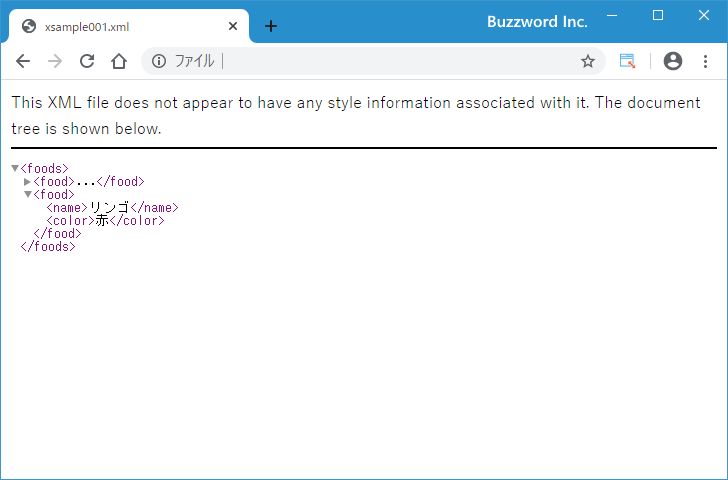 xsample001.xml
Buzzword Inc.
ファイル
This XML file does not appear to have any style information associated with it. The document
tree is shown below.
<foods>
<food>...</food>
<food>
<name>リンゴ</name>
<color>赤</color>
</food>
</foods>